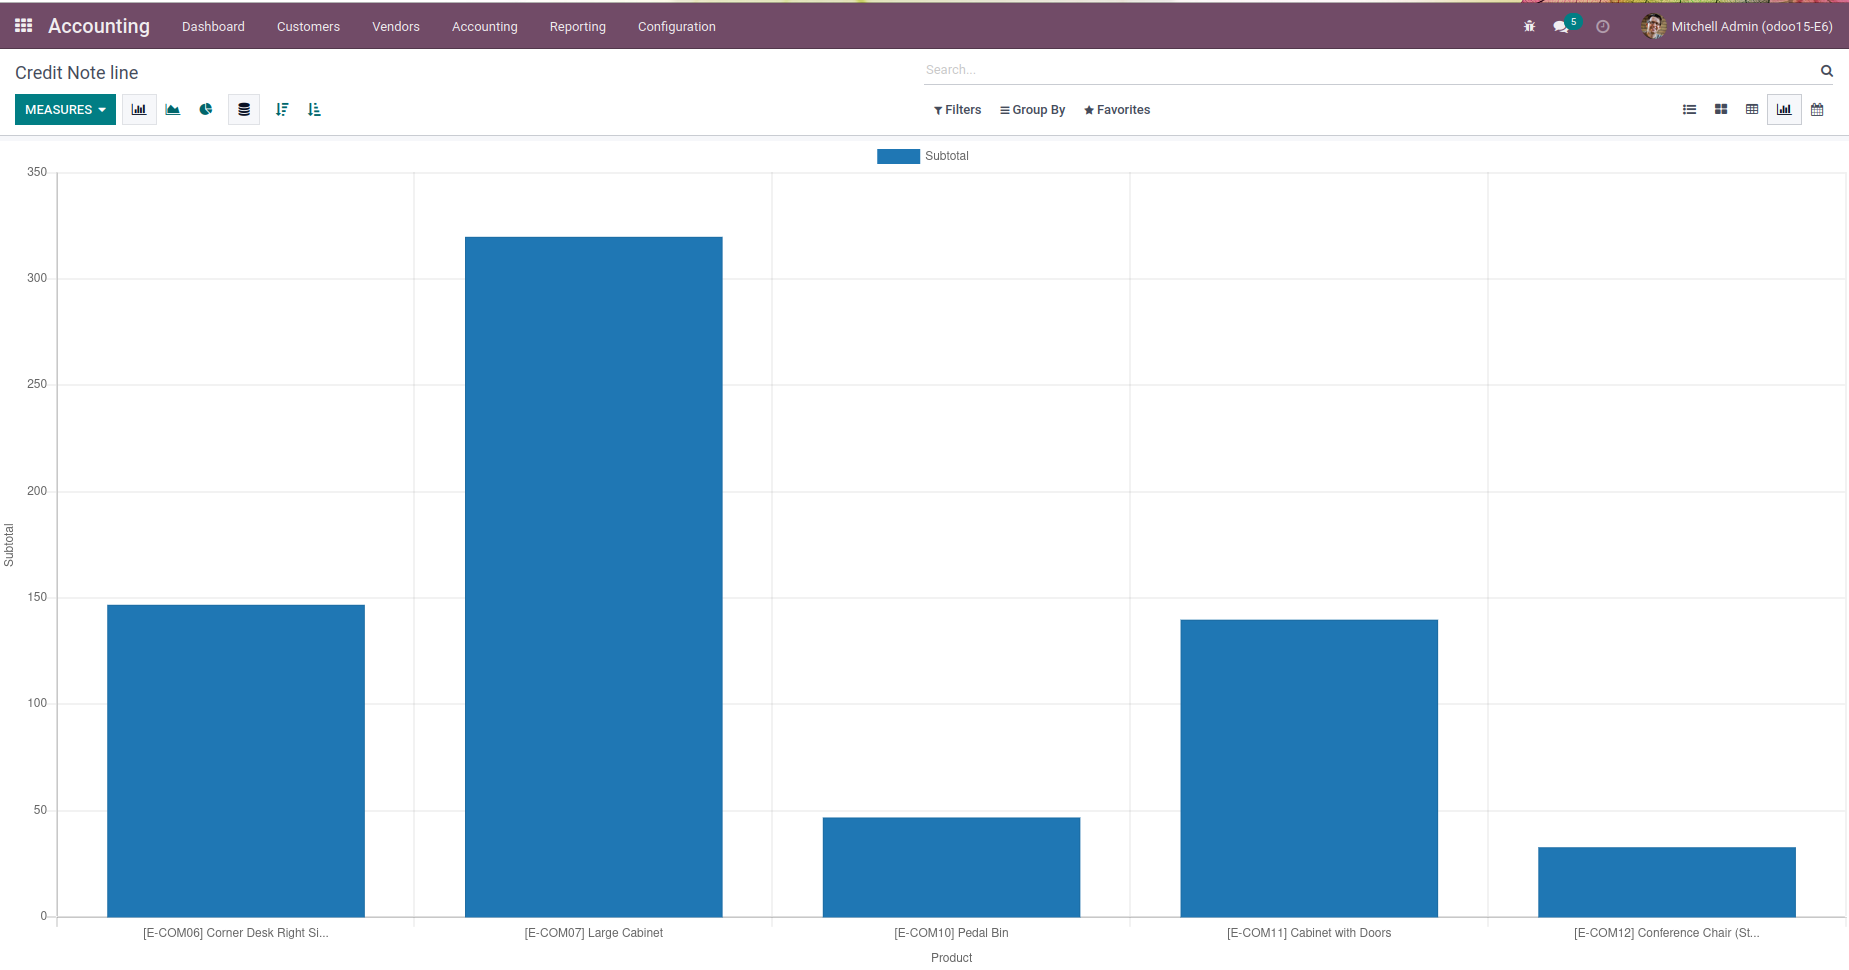 Accounting Dashboard Customers Vendors Accounting Reporting Configuration 5 Mitchell Admin (odoo15-E6)
Credit Note line
Search...
MEASURES Filters Group By Favorites
Subtotal
350
300
250
200
150
100
50
0
Subtotal
[E-COM06] Corner Desk Right Si... [E-COM07] Large Cabinet [E-COM10] Pedal Bin [E-COM11] Cabinet with Doors [E-COM12] Conference Chair (St...
Product